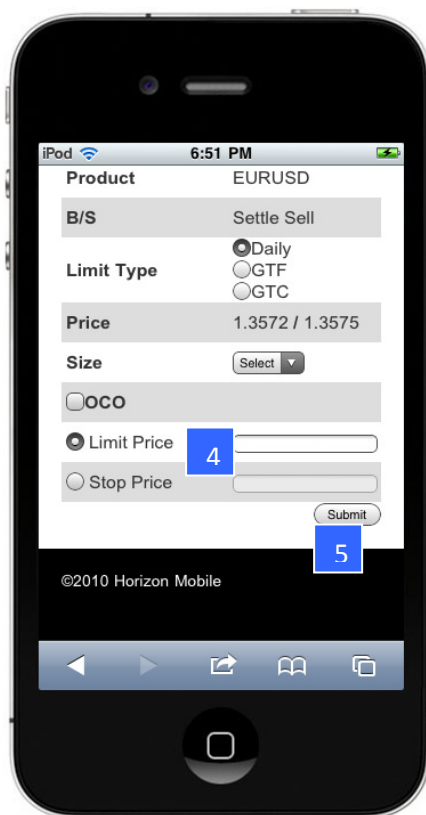 iPod 6:51 PM
Product EURUSD
B/S Settle Sell
Limit Type Daily
GTF
GTC
Price 1.3572 / 1.3575
Size Select
OCO
Limit Price 4
Stop Price
Submit
5
©2010 Horizon Mobile